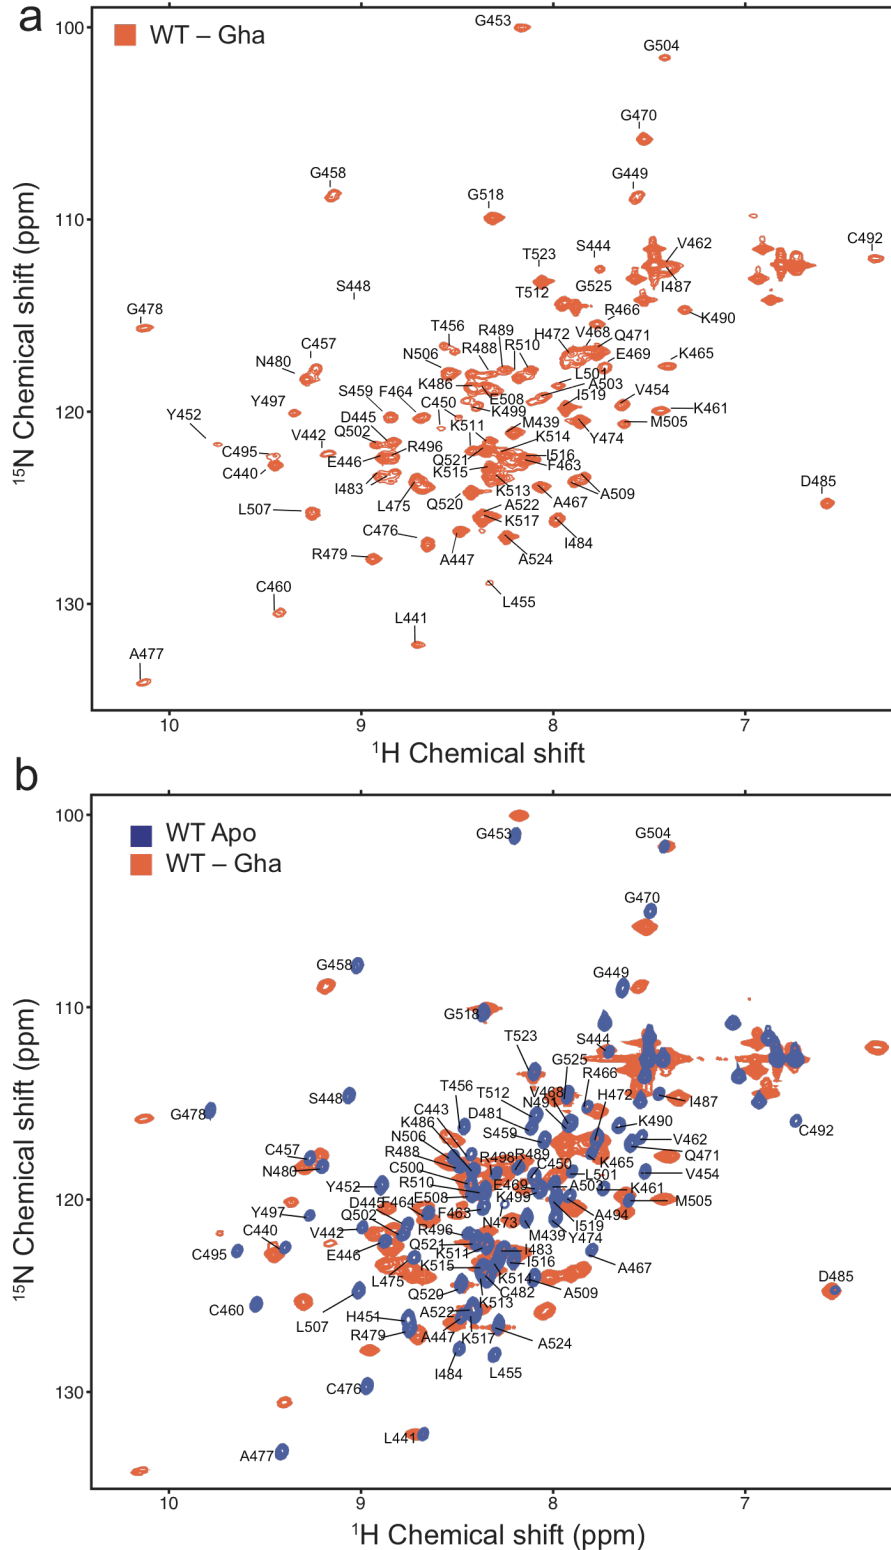 a
WT – Gha
G453
G504
G470
G458
G449
G518
C492
T523
S444
V462
G525
I487
S448
T512
R466
K490
G478
T456
R489
H472
V468
Q471
C457
N506
R488
R510
E469
K465
N480
K486
L501
A503
S459
F464
C450
E508
I519
V454
K461
Y497
K499
M505
Y452
D445
Q502
K511
M439
Y474
V442
R496
K514
C495
E446
Q521
I516
C440
K515
F463
I483
L475
K513
A467
A509
D485
Q520
L507
A522
K517
I484
C476
R479
A447
A524
C460
L455
L441
A477
100
110
120
130
10
9
8
7
15N Chemical shift (ppm)
1H Chemical shift
b
WT Apo
WT – Gha
G453
G504
G470
G458
G449
G518
T523
S444
G525
R466
T456
T512
V468
H472
I487
G478
S448
C443
D481
N491
K486
K490
C492
N506
S459
V462
C457
R488
R498
R489
Q471
N480
C500
C450
K465
L501
V454
Y452
R510
E469
A503
K461
D445
F464
E508
K499
A494
M505
Y497
Q502
F463
N473
I519
C440
V442
R496
M439
Y474
C495
E446
Q521
K511
I483
I516
A467
L475
K515
K514
C482
A509
D485
C460
Q520
K513
L507
H451
A522
R479
A447
K517
A524
I484
L455
C476
L441
A477
100
110
120
130
10
9
8
7
15N Chemical shift (ppm)
1H Chemical shift (ppm)